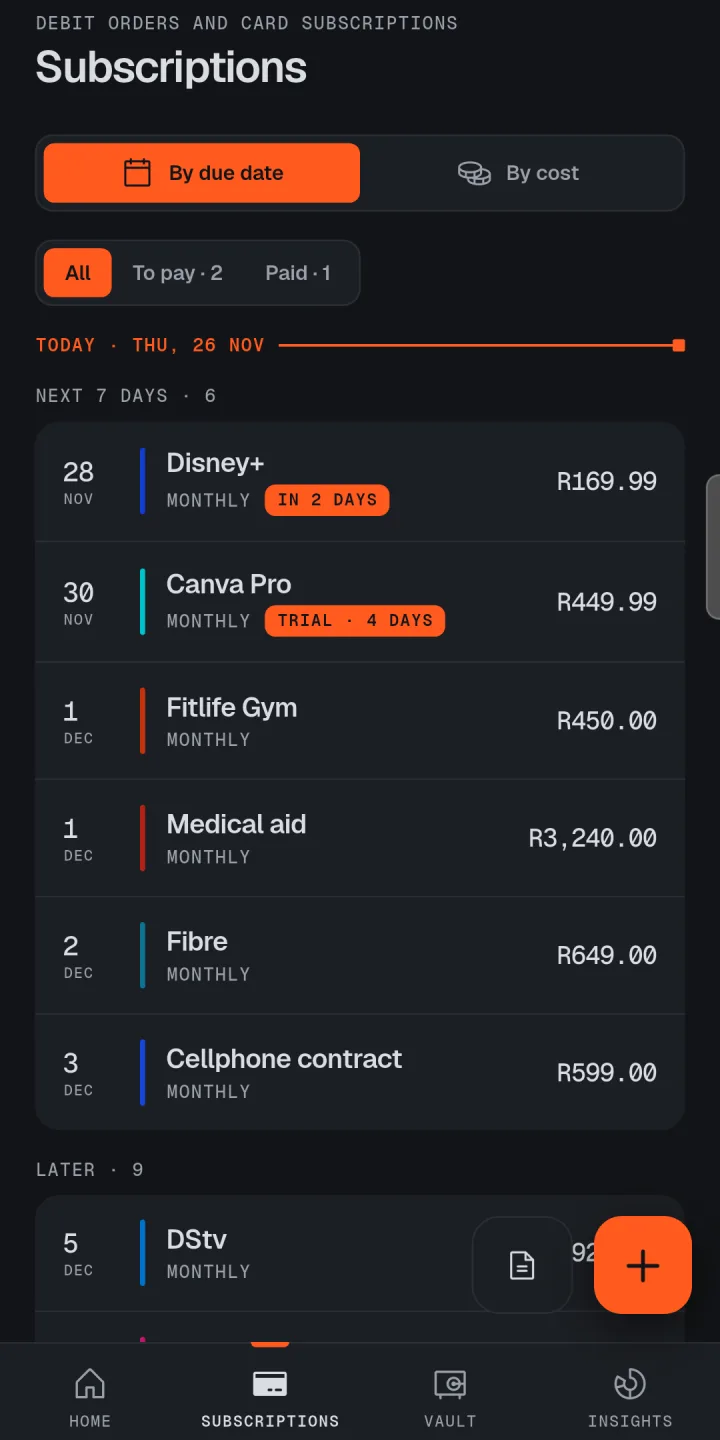 DEBIT ORDERS AND CARD SUBSCRIPTIONS
Subscriptions
By due date
By cost
All
To pay · 2
Paid · 1
TODAY · THU, 26 NOV
NEXT 7 DAYS · 6
28 NOV
Disney+
MONTHLY IN 2 DAYS
R169.99
30 NOV
Canva Pro
MONTHLY TRIAL · 4 DAYS
R449.99
1 DEC
Fitlife Gym
MONTHLY
R450.00
1 DEC
Medical aid
MONTHLY
R3,240.00
2 DEC
Fibre
MONTHLY
R649.00
3 DEC
Cellphone contract
MONTHLY
R599.00
LATER · 9
5 DEC
DStv
MONTHLY
HOME
SUBSCRIPTIONS
VAULT
INSIGHTS